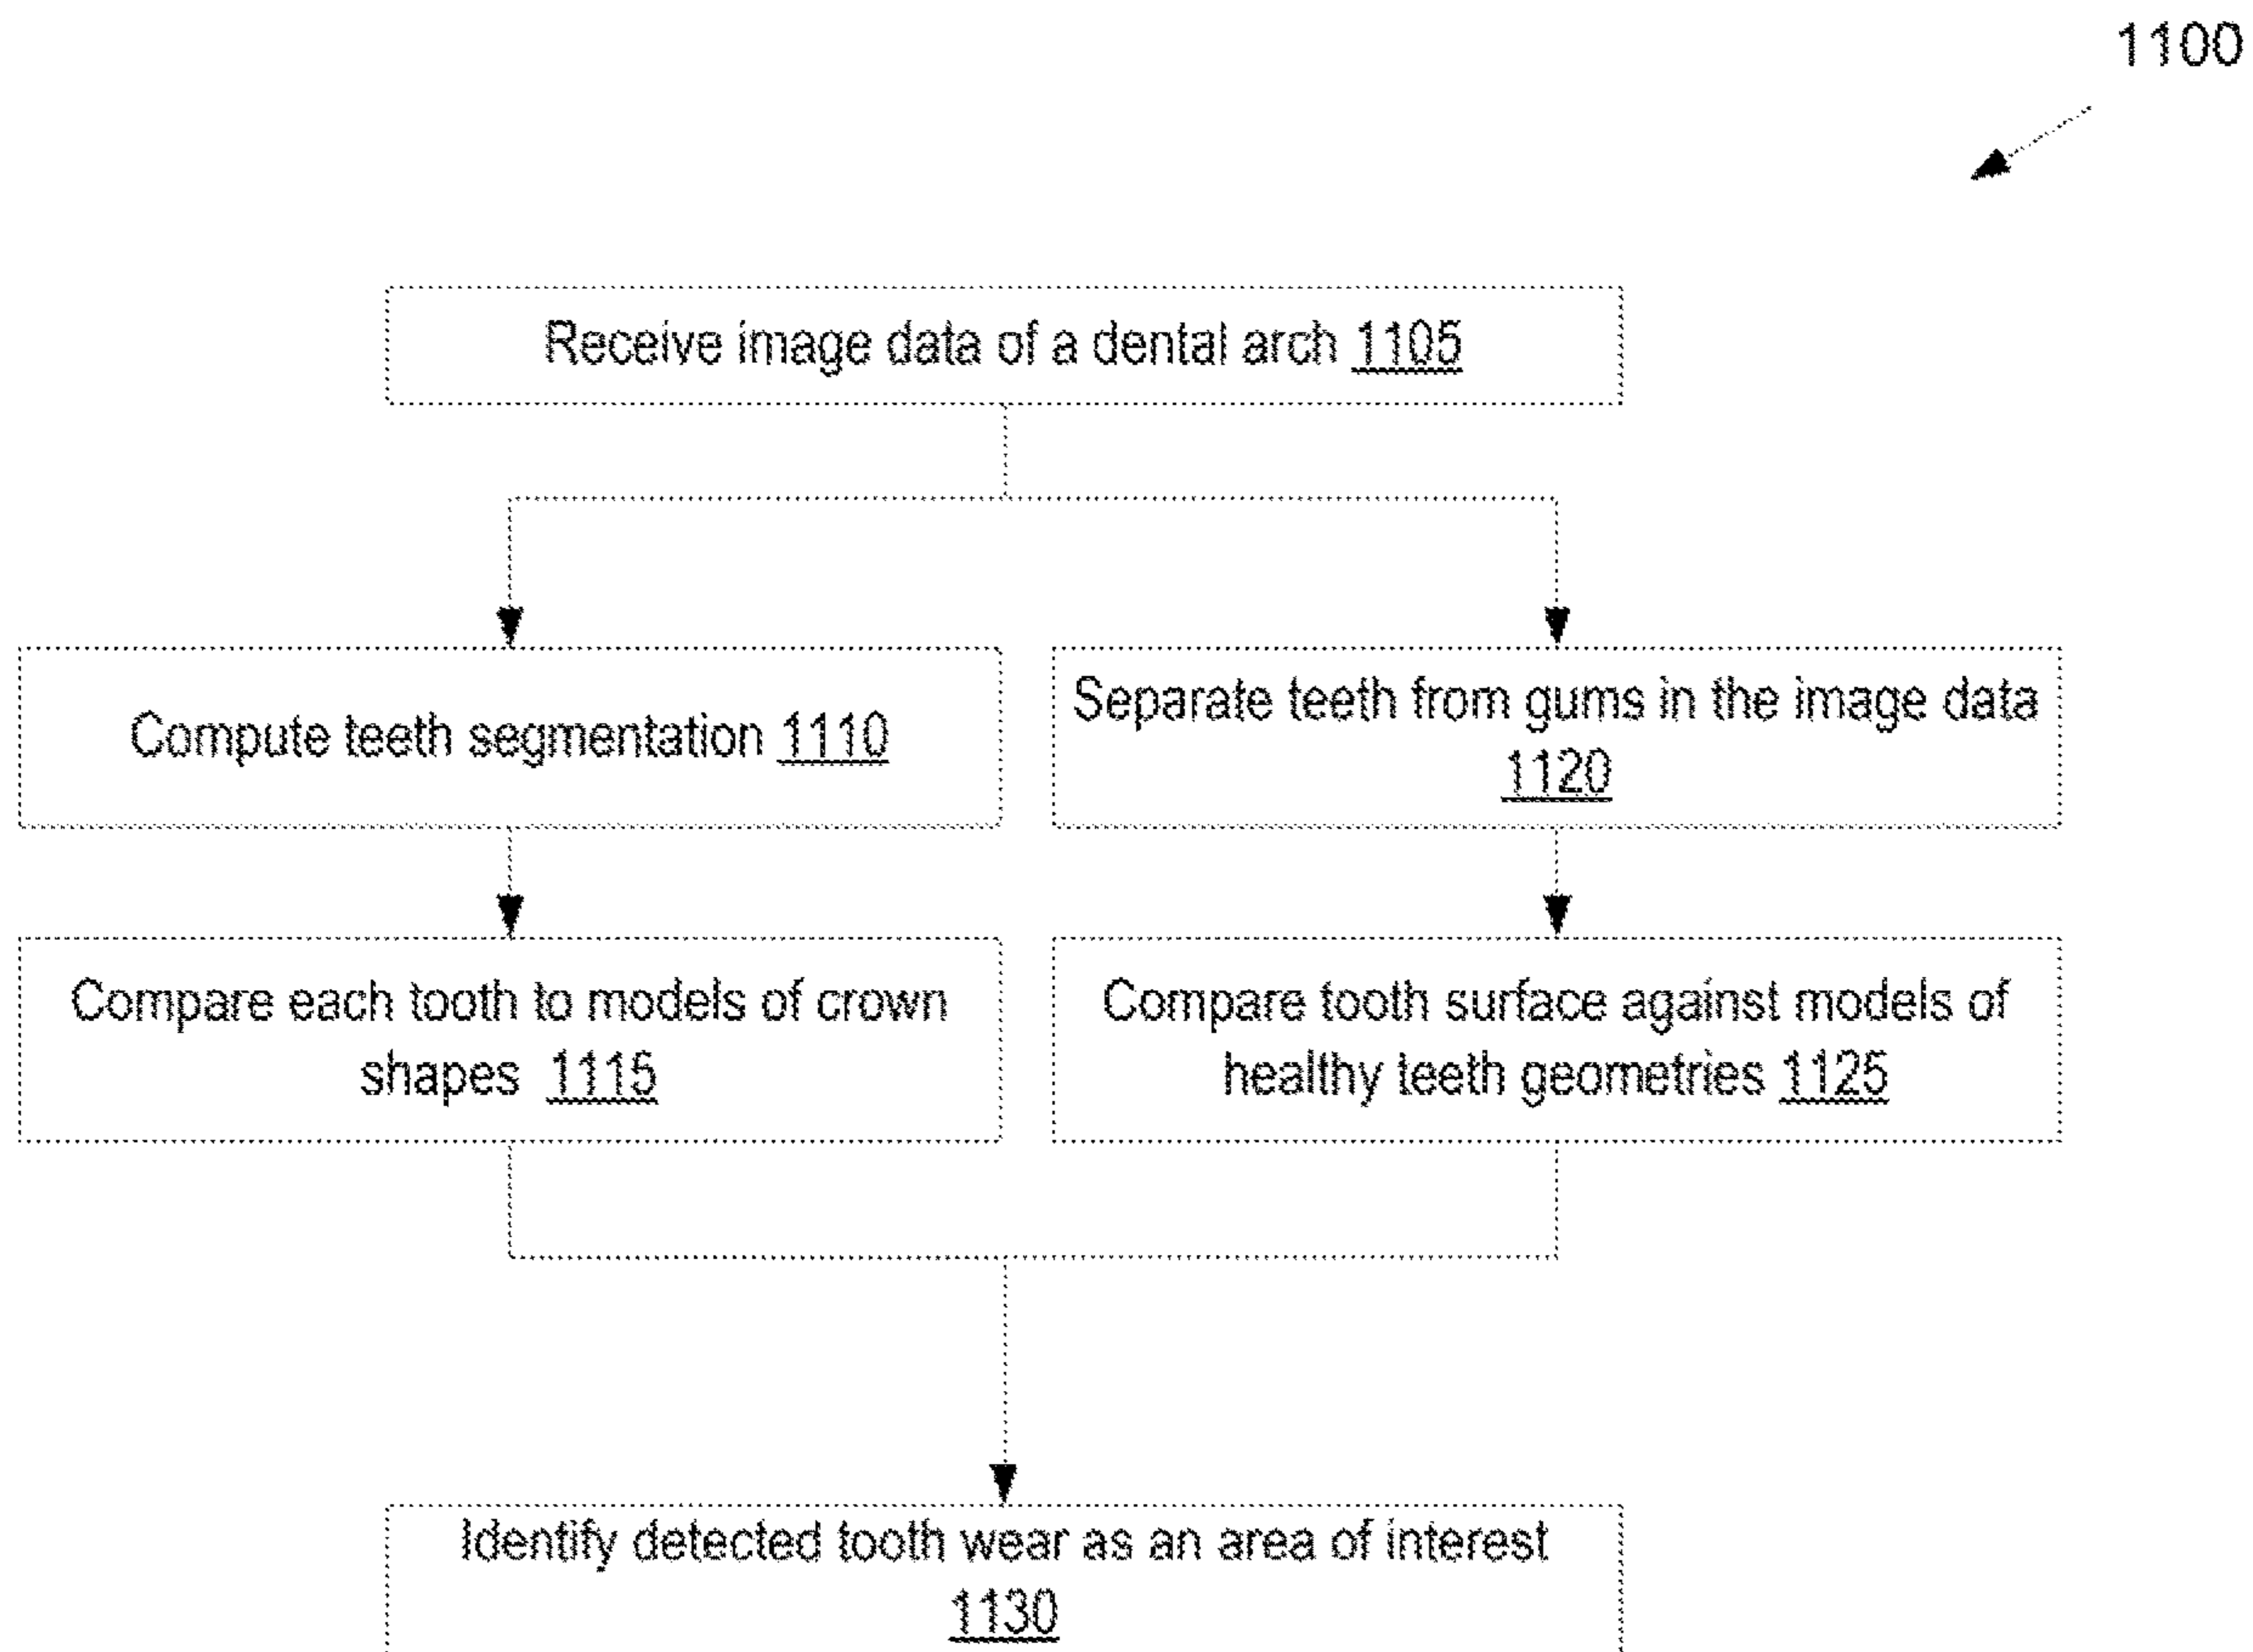 1100
Receive image data of a dental arch 1105
Compute teeth segmentation 1110
Separate teeth from gums in the image data
1120
Compare each tooth to models of crown
shapes 1115
Compare tooth surface against models of
healthy teeth geometries 1125
Identify detected tooth wear as an area of interest
1130